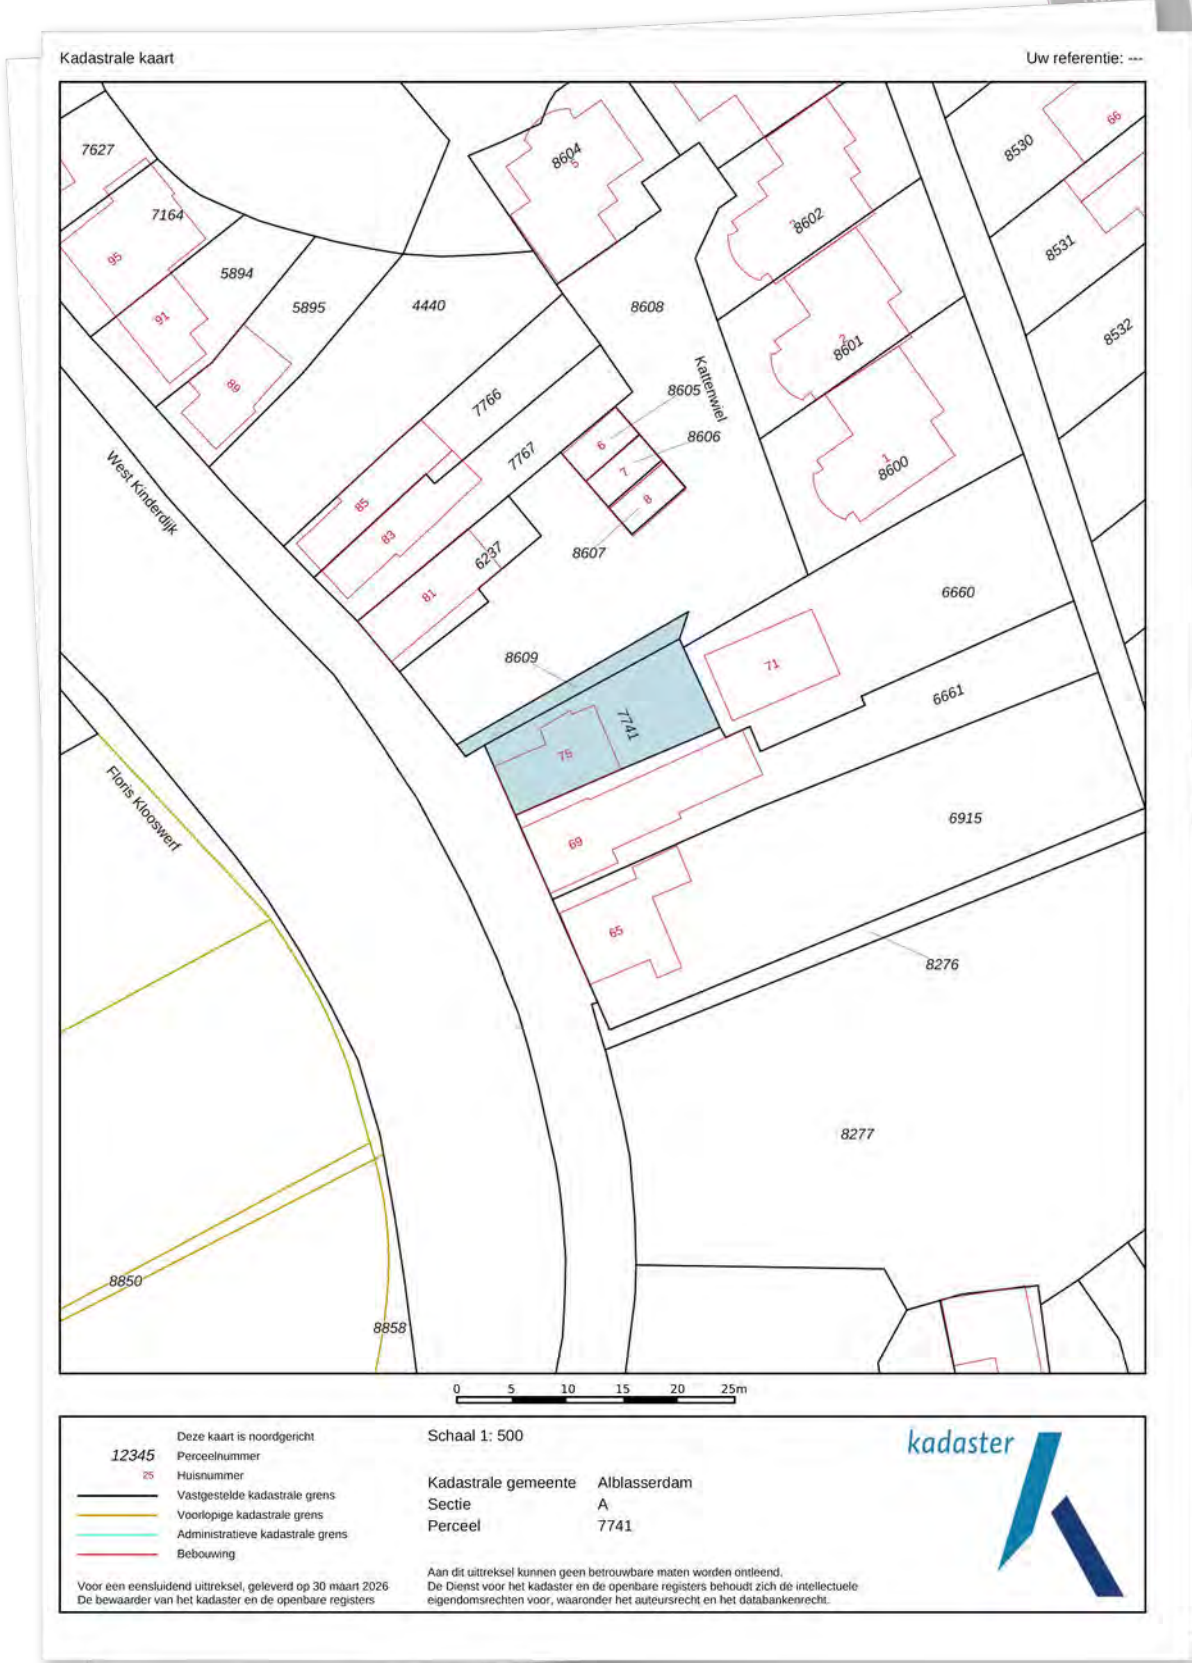 Kadastrale kaart
Uw referentie: ---
7627
8604
5
8530
66
7164
8602
95
5894
8531
5895
4440
8608
91
8532
2
8601
Kattenwiel
89
8605
7766
8606
6
7767
7
1
8600
West Kinderdijk
85
8
83
8607
6237
81
6660
8609
71
6661
7741
75
Floris Klooswerf
69
6915
65
8276
8277
8850
8858
0 5 10 15 20 25m
Deze kaart is noordgericht
12345 Perceelnummer
25 Huisnummer
Vastgestelde kadastrale grens
Voorlopige kadastrale grens
Administratieve kadastrale grens
Bebouwing
Voor een eensluidend uittreksel, geleverd op 30 maart 2026
De bewaarder van het kadaster en de openbare registers
Schaal 1: 500
Kadastrale gemeente Alblasserdam
Sectie A
Perceel 7741
Aan dit uittreksel kunnen geen betrouwbare maten worden ontleend.
De Dienst voor het kadaster en de openbare registers behoudt zich de intellectuele
eigendomsrechten voor, waaronder het auteursrecht en het databankenrecht.
kadaster